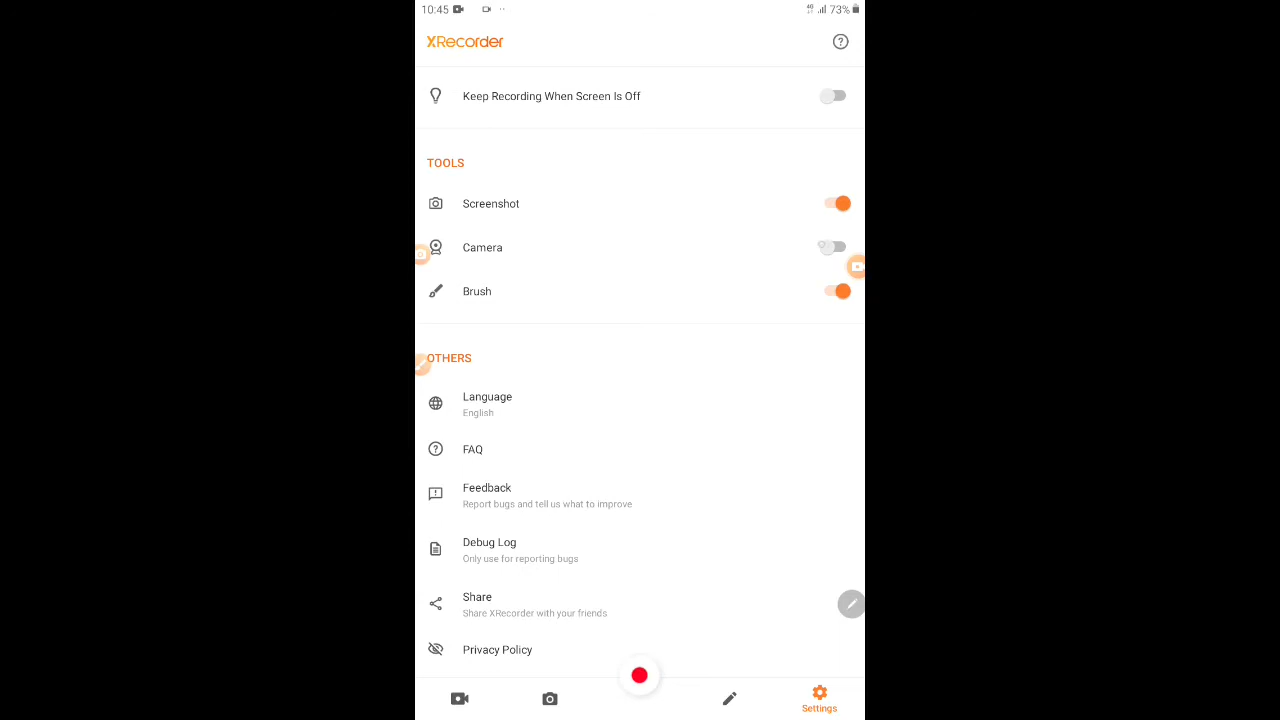 10:45
4G 73%
XRecorder
Keep Recording When Screen Is Off
TOOLS
Screenshot
Camera
Brush
OTHERS
Language
English
FAQ
Feedback
Report bugs and tell us what to improve
Debug Log
Only use for reporting bugs
Share
Share XRecorder with your friends
Privacy Policy
Settings